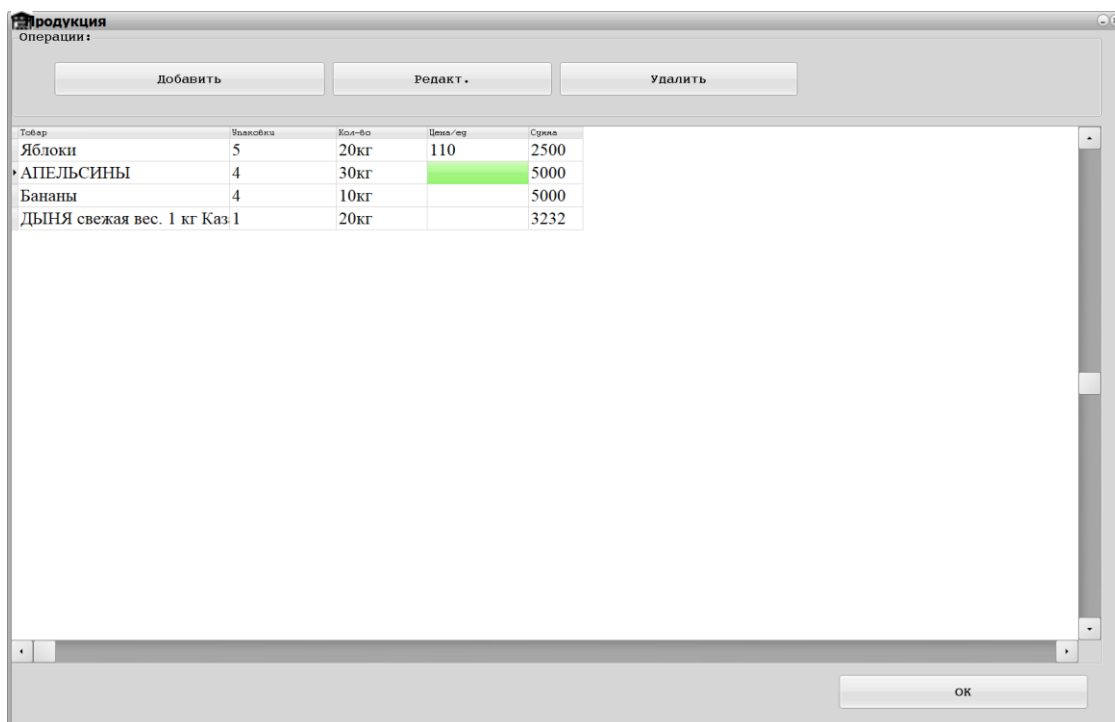 Продукция
Операции:
Добавить Редакт. Удалить
Товар Упаковки Кол-во Цена/ед Сумма
Яблоки 5 20кг 110 2500
АПЕЛЬСИНЫ 4 30кг 5000
Бананы 4 10кг 5000
ДЫНЯ свежая вес. 1 кг Каз 1 20кг 3232
ОК